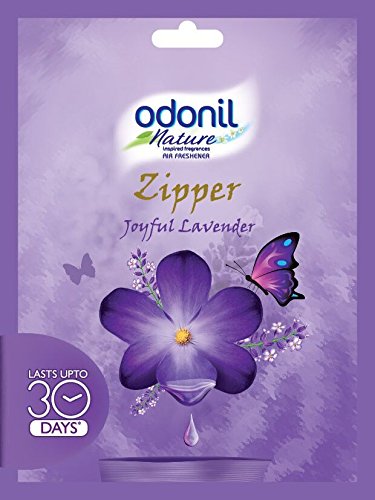 odonil
Nature
inspired fragrances
AIR FRESHENER
Zipper
Joyful Lavender
LASTS UPTO
30
DAYS*